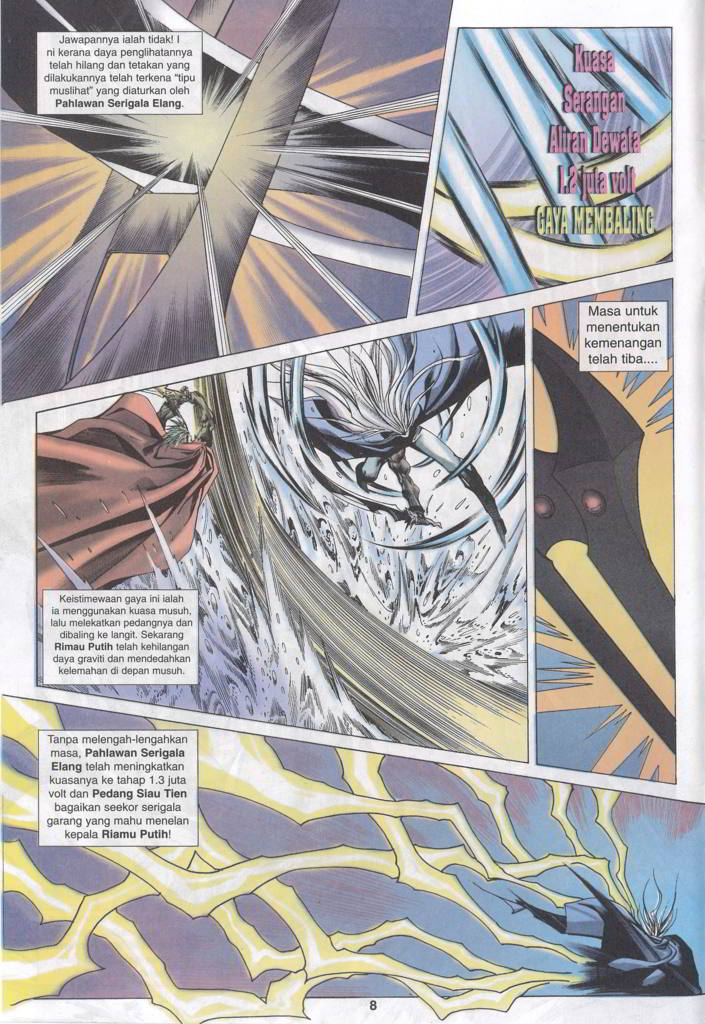 Jawapannya ialah tidak! I
ni kerana daya penglihatannya
telah hilang dan tetakan yang
dilakukannya telah terkena “tipu
muslihat” yang diaturkan oleh
Pahlawan Serigala Elang.
Kuasa
Serangan
Aliran Dewata
1.2 juta volt
GAYA MEMBALING
Masa untuk
menentukan
kemenangan
telah tiba....
Keistimewaan gaya ini ialah
ia menggunakan kuasa musuh,
lalu melekatkan pedangnya dan
dibaling ke langit. Sekarang
Rimau Putih telah kehilangan
daya graviti dan mendedahkan
kelemahan di depan musuh.
Tanpa melengah-lengahkan
masa, Pahlawan Serigala
Elang telah meningkatkan
kuasanya ke tahap 1.3 juta
volt dan Pedang Siau Tien
bagaikan seekor serigala
garang yang mahu menelan
kepala Riamu Putih!
8